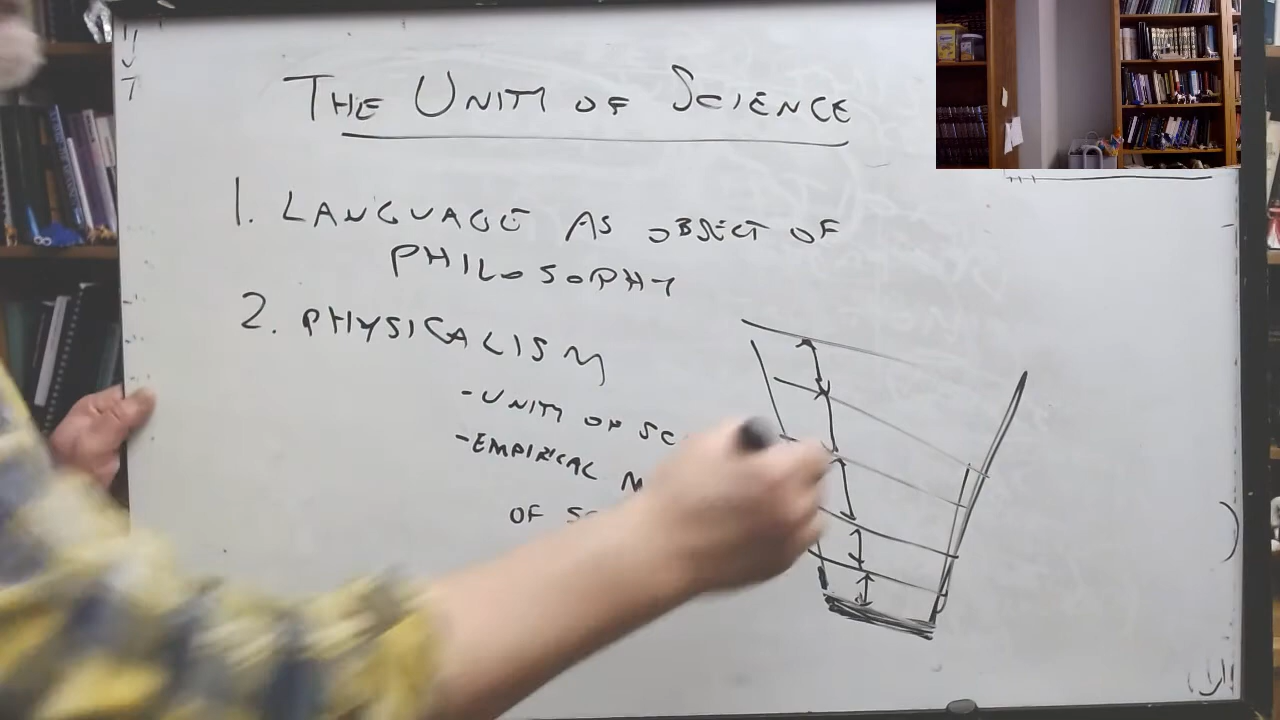 THE UNITY OF SCIENCE
1. LANGUAGE AS OBJECT OF
PHILOSOPHY
2. PHYSICALISM
- UNITY OF SC
- EMPIRICAL
OF